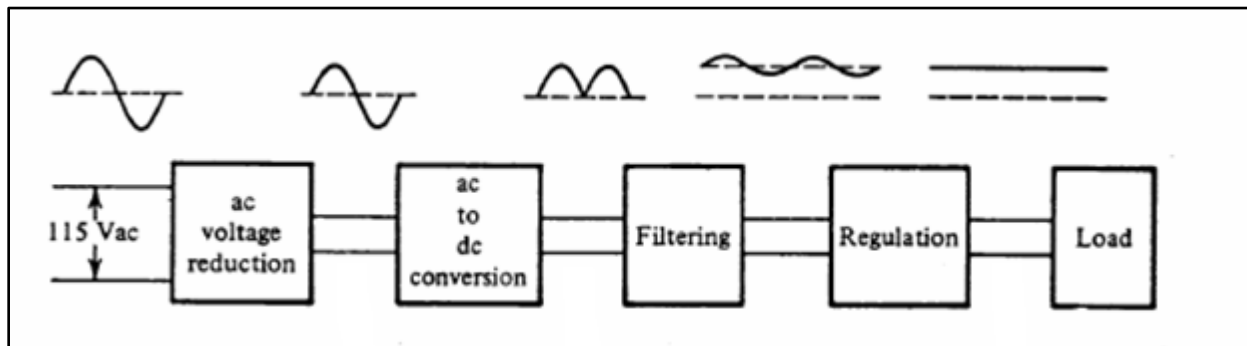 115 Vac
ac
voltage
reduction
ac
to
dc
conversion
Filtering
Regulation
Load